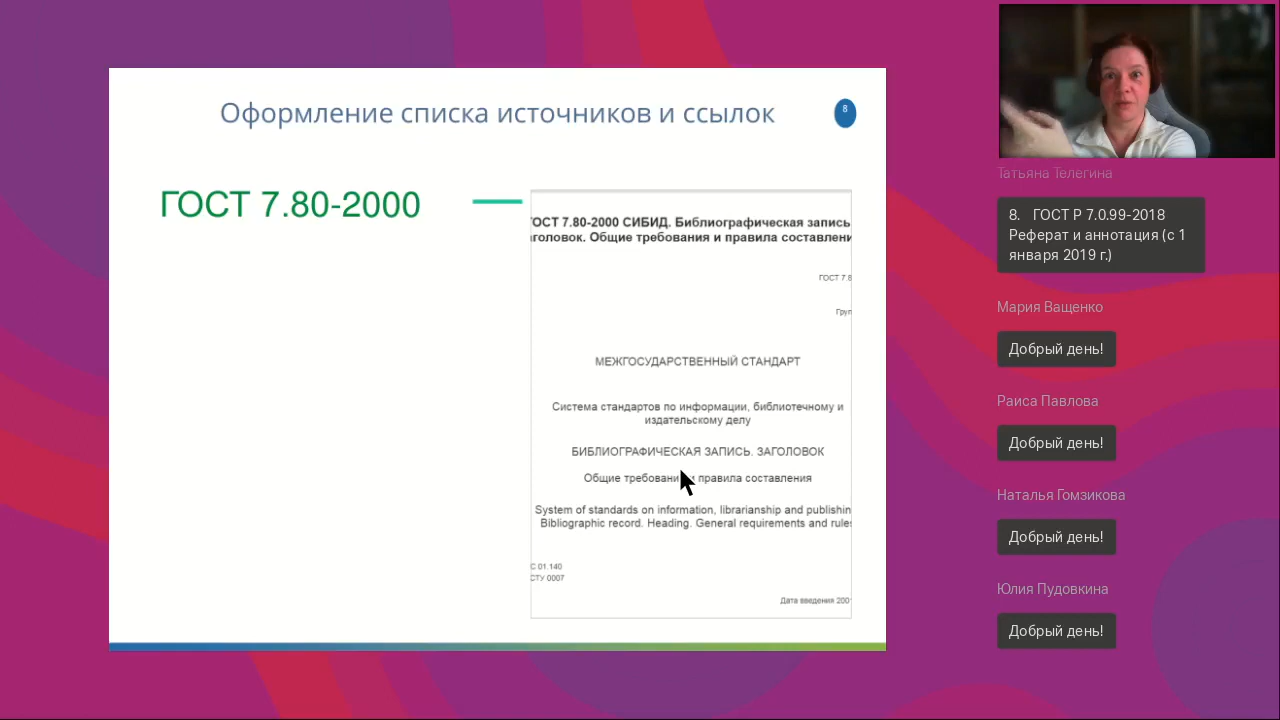 Оформление списка источников и ссылок
8
ГОСТ 7.80-2000
ГОСТ 7.80-2000 СИБИД. Библиографическая запись
аголовок. Общие требования и правила составлени
ГОСТ 7.8
Груп
МЕЖГОСУДАРСТВЕННЫЙ СТАНДАРТ
Система стандартов по информации, библиотечному и
издательскому делу
БИБЛИОГРАФИЧЕСКАЯ ЗАПИСЬ. ЗАГОЛОВОК
Общие требовани и правила составления
System of standards on information, librarianship and publishin
Bibliographic record. Heading. General requirements and rules
С 01.140
СТУ 0007
Дата введения 200
Татьяна Телегина
8. ГОСТ Р 7.0.99-2018
Реферат и аннотация (с 1
января 2019 г.)
Мария Ващенко
Добрый день!
Раиса Павлова
Добрый день!
Наталья Гомзикова
Добрый день!
Юлия Пудовкина
Добрый день!